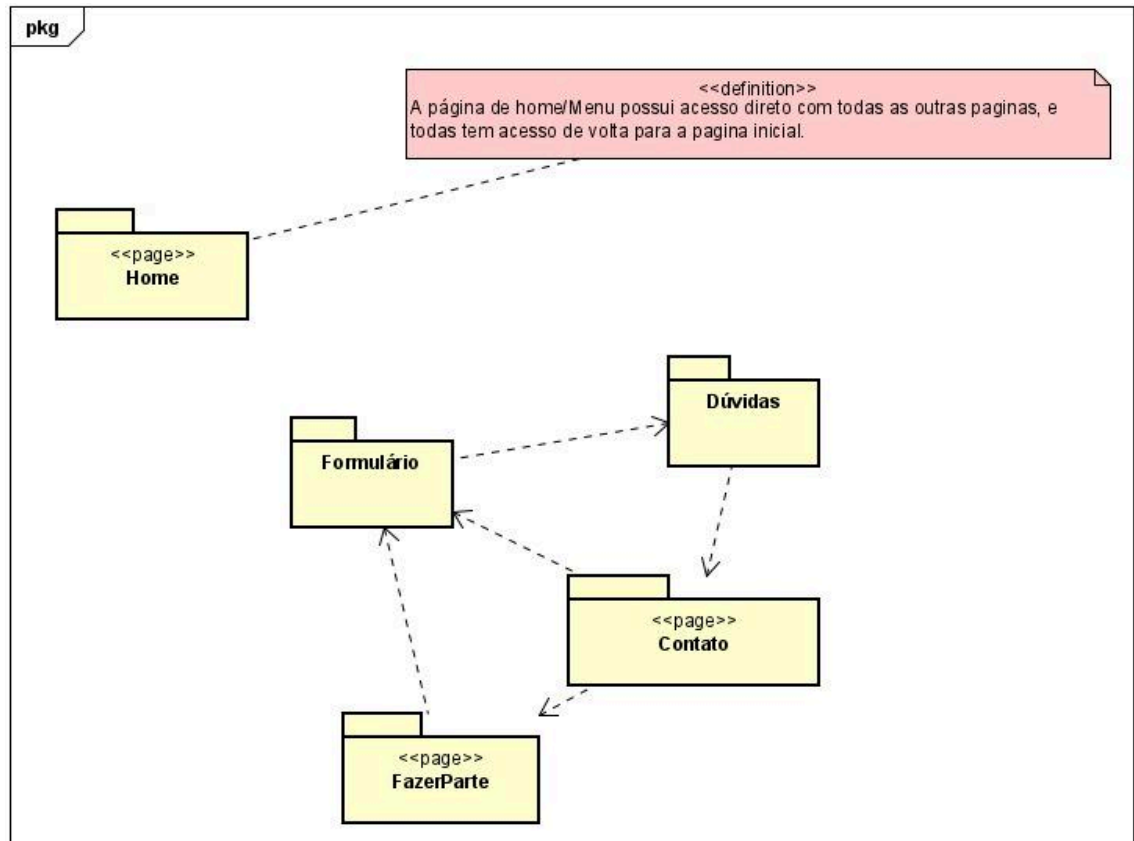 pkg
<<definition>>
A página de home/Menu possui acesso direto com todas as outras paginas, e
todas tem acesso de volta para a pagina inicial.
<<page>>
Home
Dúvidas
Formulário
<<page>>
Contato
<<page>>
FazerParte